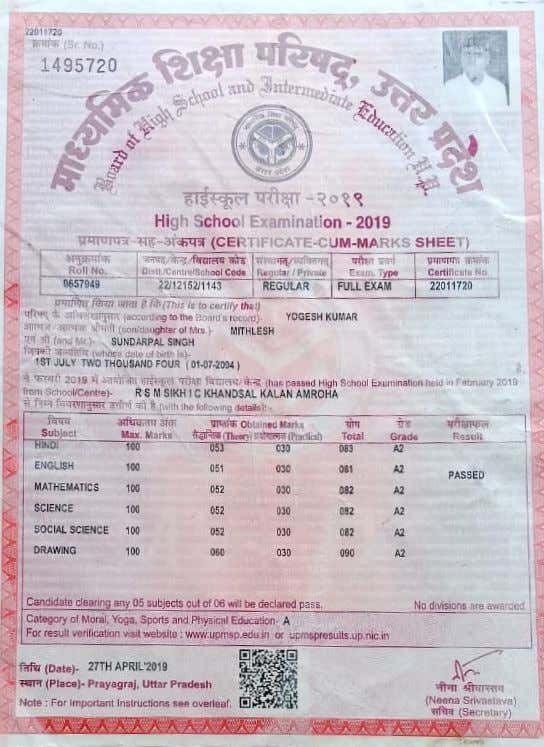 22011720
क्रमांक (Sr. No.)
1495720
माध्यमिक शिक्षा परिषद, उत्तर प्रदेश
Board of High School and Intermediate Education U.P.
हाईस्कूल परीक्षा -२०१९
High School Examination - 2019
प्रमाणपत्र-सह-अंकपत्र (CERTIFICATE-CUM-MARKS SHEET)
अनुक्रमांक जनपद/केन्द्र/विद्यालय कोड संस्थागत/व्यक्तिगत परीक्षा प्रवर्ग प्रमाणपत्र क्रमांक
Roll No. Distt./Centre/School Code Regular / Private Exam. Type Certificate No.
0657949 22/12152/1143 REGULAR FULL EXAM 22011720
प्रमाणित किया जाता है कि(This is to certify that)
परिषद् के अभिलेखानुसार (according to the Board's record)- YOGESH KUMAR
आत्मज/आत्मजा श्रीमती (son/daughter of Mrs.)- MITHLESH
एवं श्री (and Mr.)- SUNDARPAL SINGH
जिनकी जन्मतिथि (whose date of birth is)-
1ST JULY TWO THOUSAND FOUR ( 01-07-2004 ) है,
ने फरवरी 2019 में आयोजित हाईस्कूल परीक्षा विद्यालय/केन्द्र (has passed High School Examination held in February 2019
from School/Centre)- R S M SIKH I C KHANDSAL KALAN AMROHA
से निम्न विवरणानुसार उत्तीर्ण की है (with the following details):-
विषय अधिकतम अंक प्राप्तांक Obtained Marks योग ग्रेड परीक्षाफल
Subject Max. Marks सैद्धान्तिक (Theory) प्रयोगात्मक (Practical) Total Grade Result
HINDI 100 053 030 083 A2
ENGLISH 100 051 030 081 A2
PASSED
MATHEMATICS 100 052 030 082 A2
SCIENCE 100 052 030 082 A2
SOCIAL SCIENCE 100 052 030 082 A2
DRAWING 100 060 030 090 A2
Candidate clearing any 05 subjects out of 06 will be declared pass. No divisions are awarded.
Category of Moral, Yoga, Sports and Physical Education- A
For result verification visit website : www.upmsp.edu.in or upmspresults.up.nic.in
तिथि (Date)- 27TH APRIL'2019
स्थान (Place)- Prayagraj, Uttar Pradesh
Note : For Important Instructions see overleaf.
नीना श्रीवास्तव
(Neena Srivastava)
सचिव (Secretary)